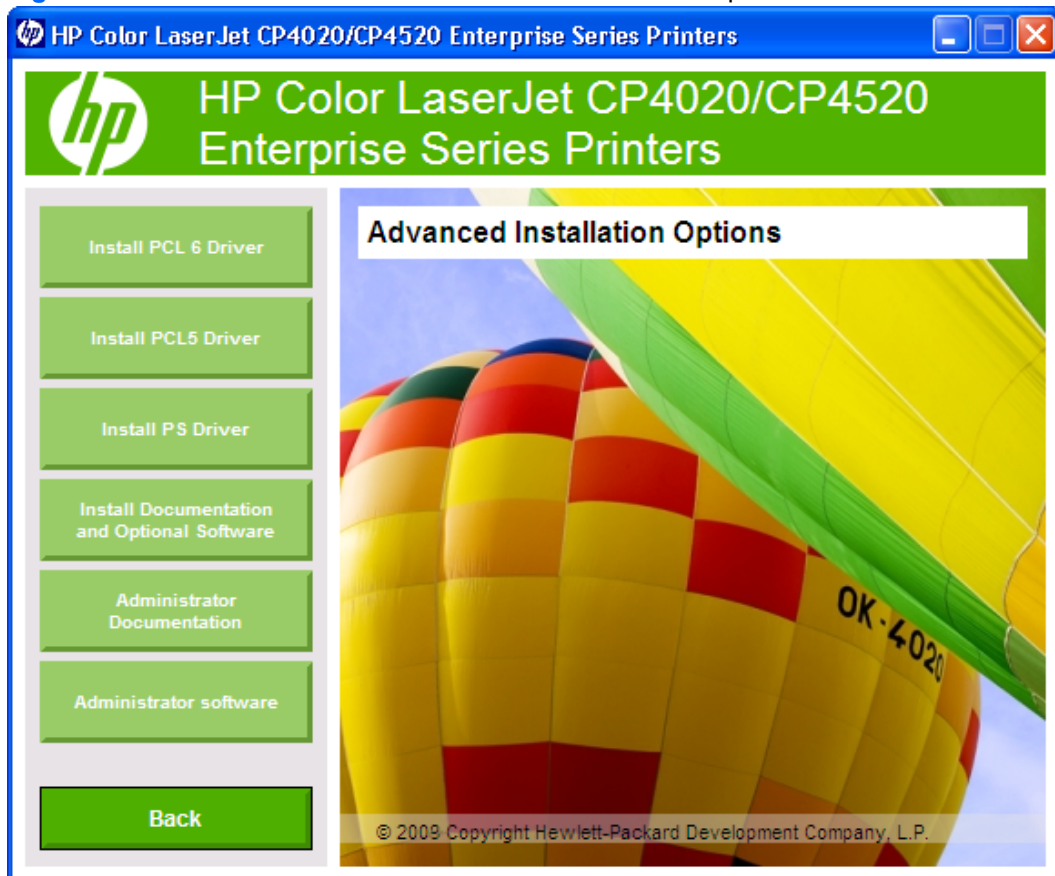 HP Color LaserJet CP4020/CP4520 Enterprise Series Printers
hp
HP Color LaserJet CP4020/CP4520
Enterprise Series Printers
Install PCL 6 Driver
Install PCL5 Driver
Install PS Driver
Install Documentation
and Optional Software
Administrator
Documentation
Administrator software
Back
Advanced Installation Options
OK-4020
© 2009 Copyright Hewlett-Packard Development Company, L.P.